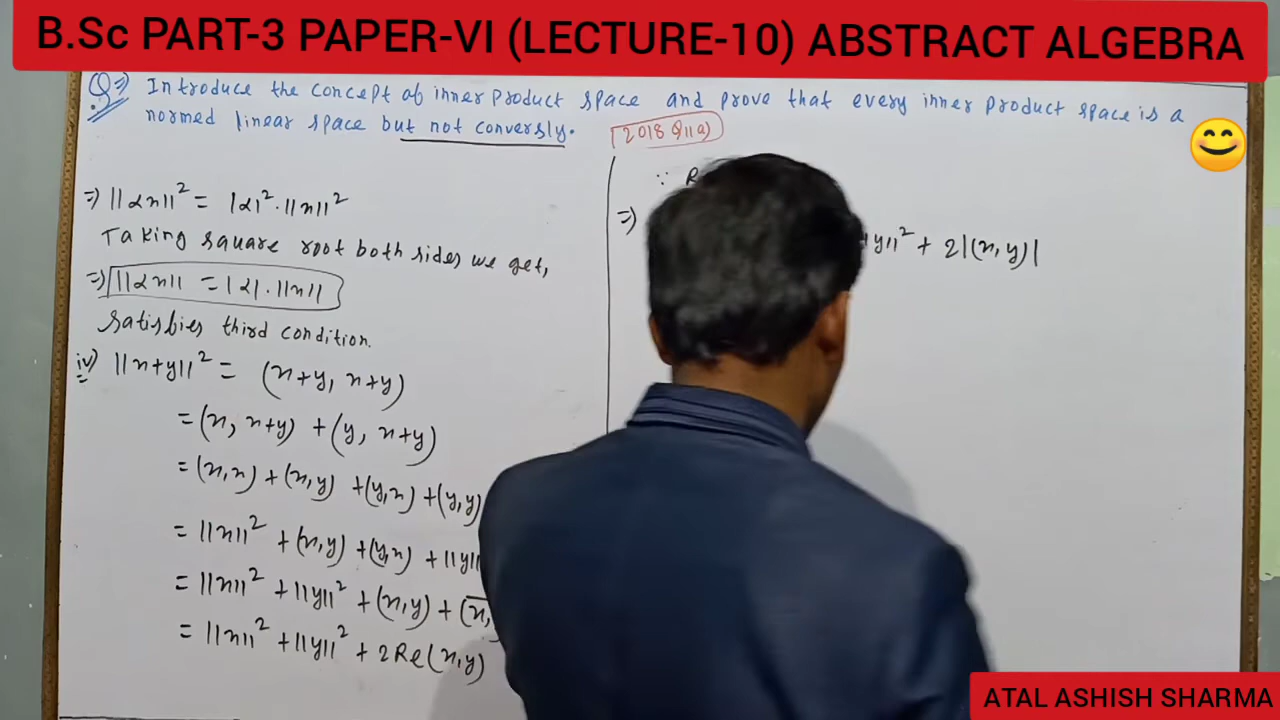 B.Sc PART-3 PAPER-VI (LECTURE-10) ABSTRACT ALGEBRA
Q⇒ Introduce the concept of inner product space and prove that every inner product space is a
normed linear space but not conversly.
2018 Q11a)
⇒ ||αx||² = |α|²·||x||²
Taking square root both sides we get,
⇒ ||αx|| = |α|·||x||
satisfies third condition.
iv) ||x+y||² = (x+y, x+y)
= (x, x+y) + (y, x+y)
= (x,x) + (x,y) + (y,x) + (y,y)
= ||x||² + (x,y) + (y,x) + ||y||
= ||x||² + ||y||² + (x,y) + (x,
= ||x||² + ||y||² + 2Re(x,y)
∵ R
⇒ y||² + 2|(x,y)|
ATAL ASHISH SHARMA